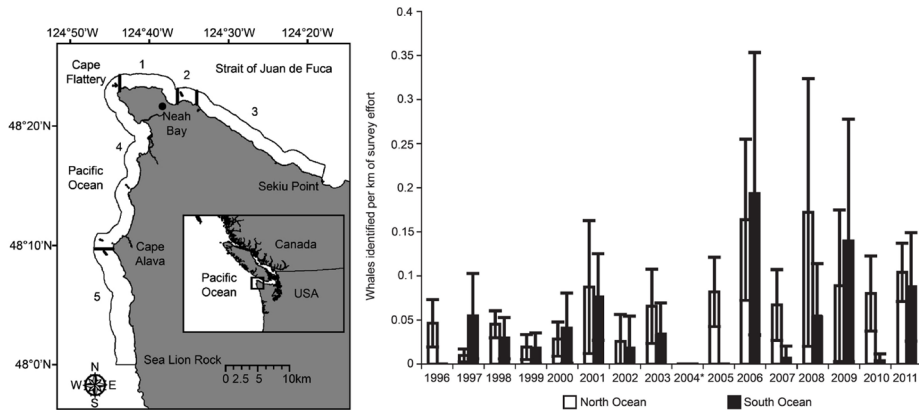 124°50'W 124°40'W 124°30'W 124°20'W
Cape Flattery
1
2
Strait of Juan de Fuca
3
Neah Bay
48°20'N
4
Pacific Ocean
Sekiu Point
48°10'N
Cape Alava
Canada
Pacific Ocean
USA
5
48°0'N
Sea Lion Rock
N
W E
S
0 2.5 5 10km
Whales identified per km of survey effort
0.4
0.35
0.3
0.25
0.2
0.15
0.1
0.05
0
1996 1997 1998 1999 2000 2001 2002 2003 2004* 2005 2006 2007 2008 2009 2010 2011
North Ocean South Ocean